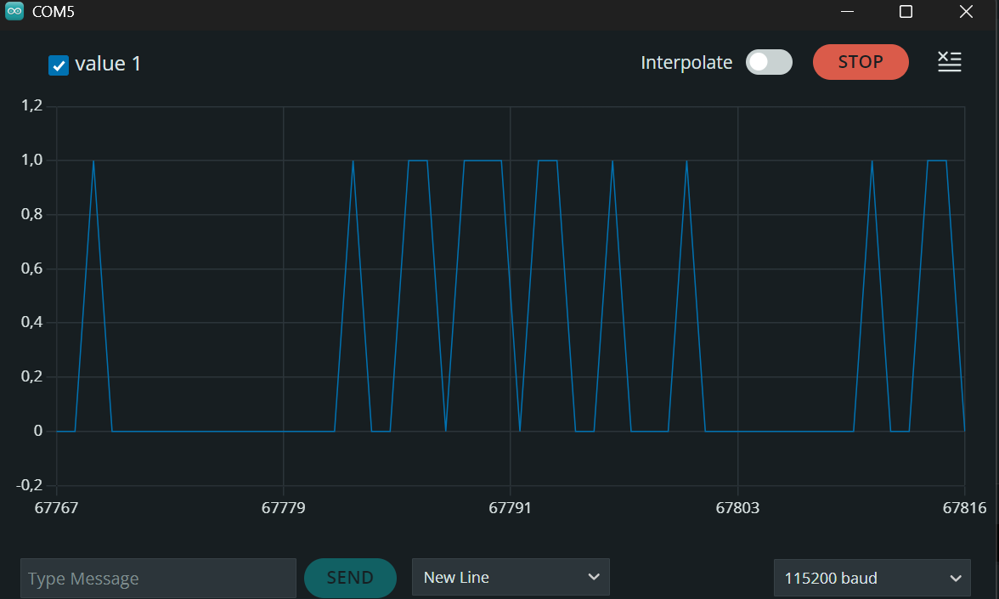 COM5
value 1
Interpolate
STOP
1,2
1,0
0,8
0,6
0,4
0,2
0
-0,2
67767 67779 67791 67803 67816
Type Message
SEND
New Line
115200 baud